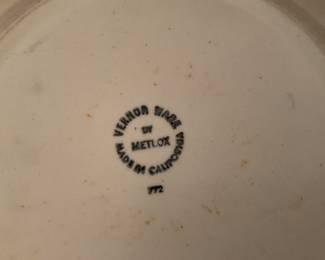 VERNON WARE
BY
METLOX
MADE IN CALIFORNIA
772